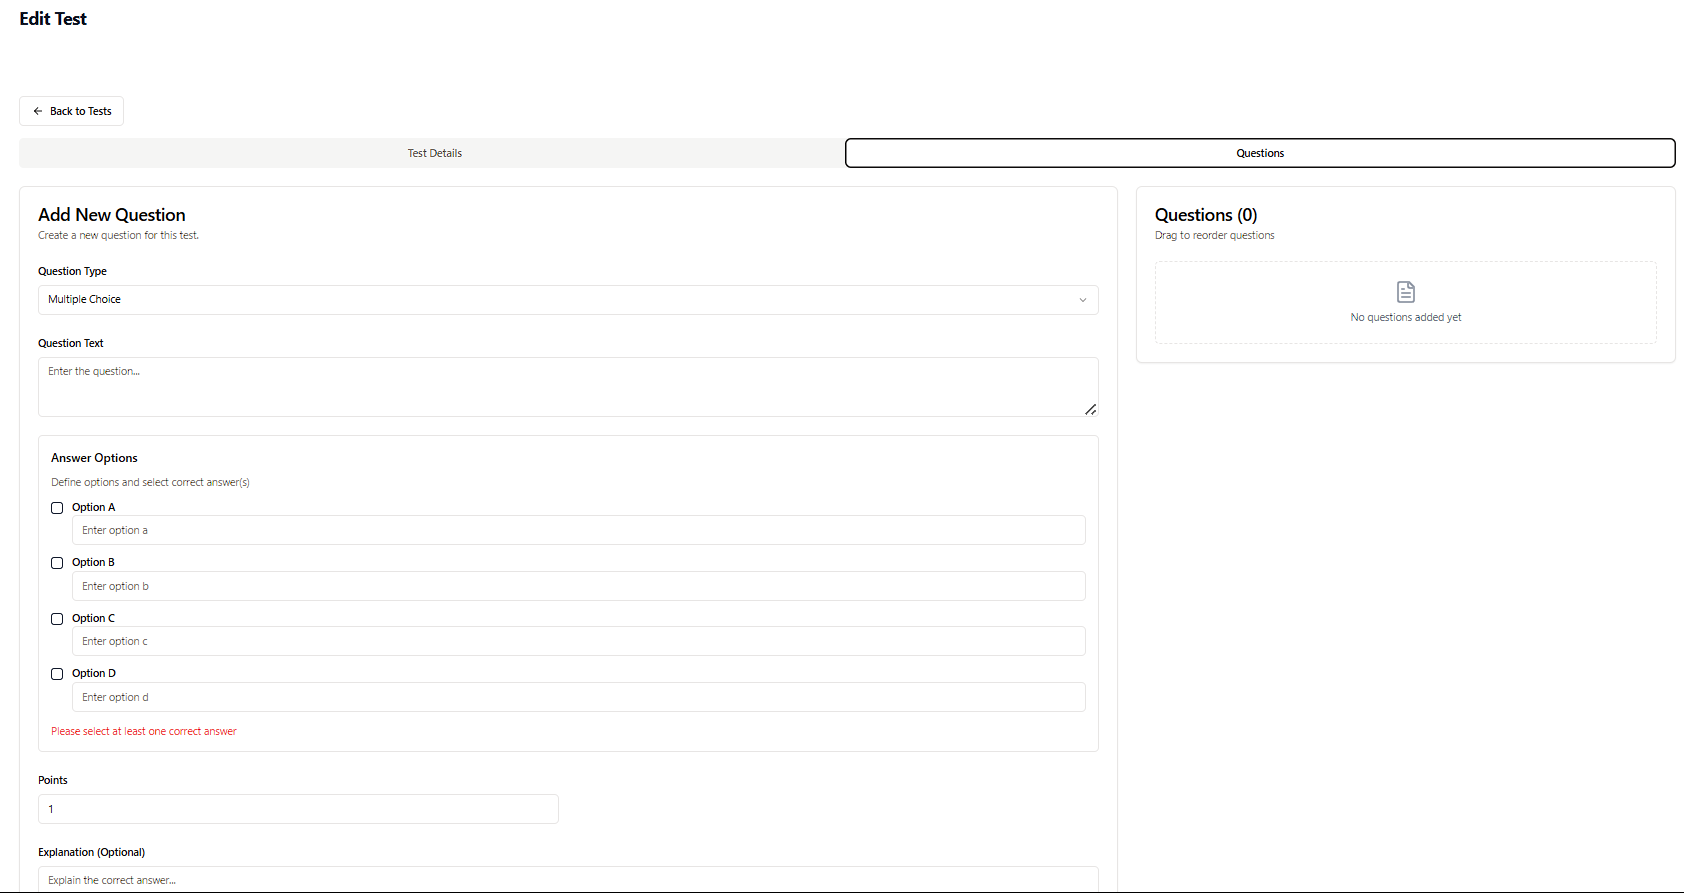 Edit Test
Back to Tests
Test Details
Questions
Add New Question
Create a new question for this test.
Question Type
Multiple Choice
Question Text
Enter the question...
Answer Options
Define options and select correct answer(s)
Option A
Enter option a
Option B
Enter option b
Option C
Enter option c
Option D
Enter option d
Please select at least one correct answer
Points
1
Explanation (Optional)
Explain the correct answer...
Questions (0)
Drag to reorder questions
No questions added yet